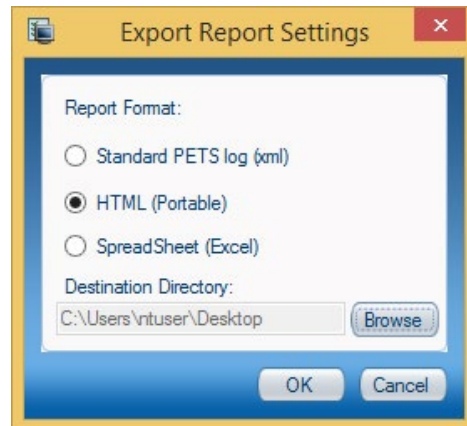 Export Report Settings
Report Format:
Standard PETS log (xml)
HTML (Portable)
SpreadSheet (Excel)
Destination Directory:
C:\Users\ntuser\Desktop Browse
OK Cancel